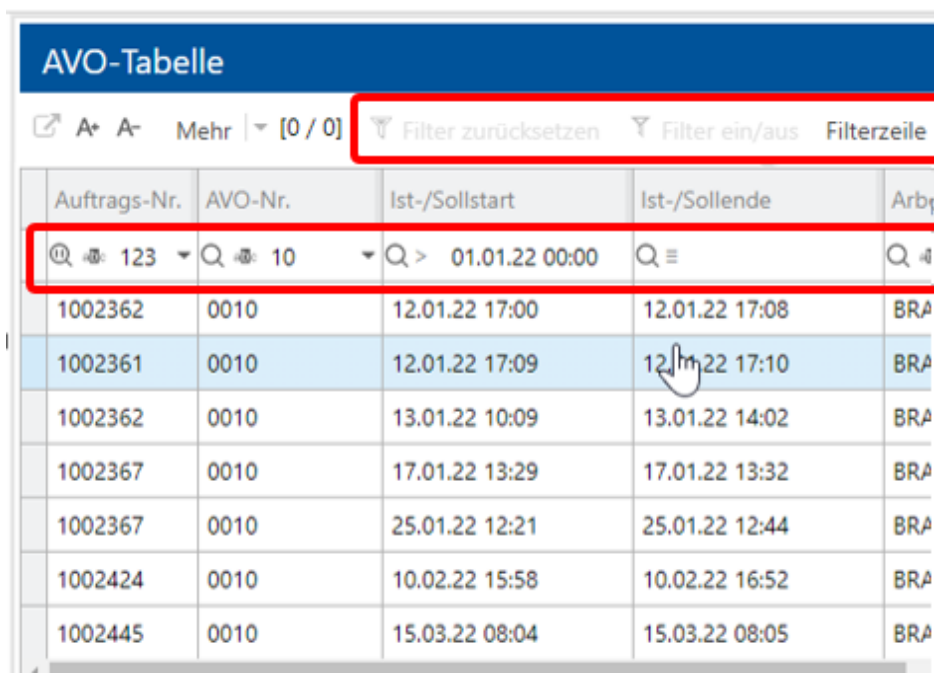 AVO-Tabelle
A+ A- Mehr [0 / 0] Filter zurücksetzen Filter ein/aus Filterzeile
Auftrags-Nr. AVO-Nr. Ist-/Sollstart Ist-/Sollende Arb
123 10 > 01.01.22 00:00 =
1002362 0010 12.01.22 17:00 12.01.22 17:08 BRA
1002361 0010 12.01.22 17:09 12.01.22 17:10 BRA
1002362 0010 13.01.22 10:09 13.01.22 14:02 BRA
1002367 0010 17.01.22 13:29 17.01.22 13:32 BRA
1002367 0010 25.01.22 12:21 25.01.22 12:44 BRA
1002424 0010 10.02.22 15:58 10.02.22 16:52 BRA
1002445 0010 15.03.22 08:04 15.03.22 08:05 BRA